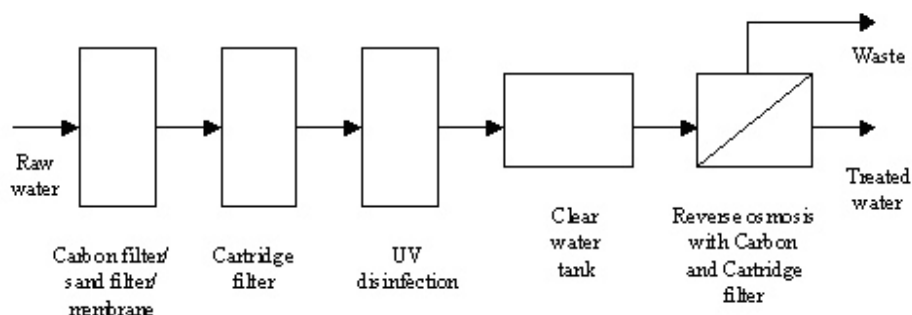 Raw
water
Carbon filter/
sand filter/
membrane
Cartridge
filter
UV
disinfection
Clear
water
tank
Reverse osmosis
with Carbon
and Cartridge
filter
Waste
Treated
water